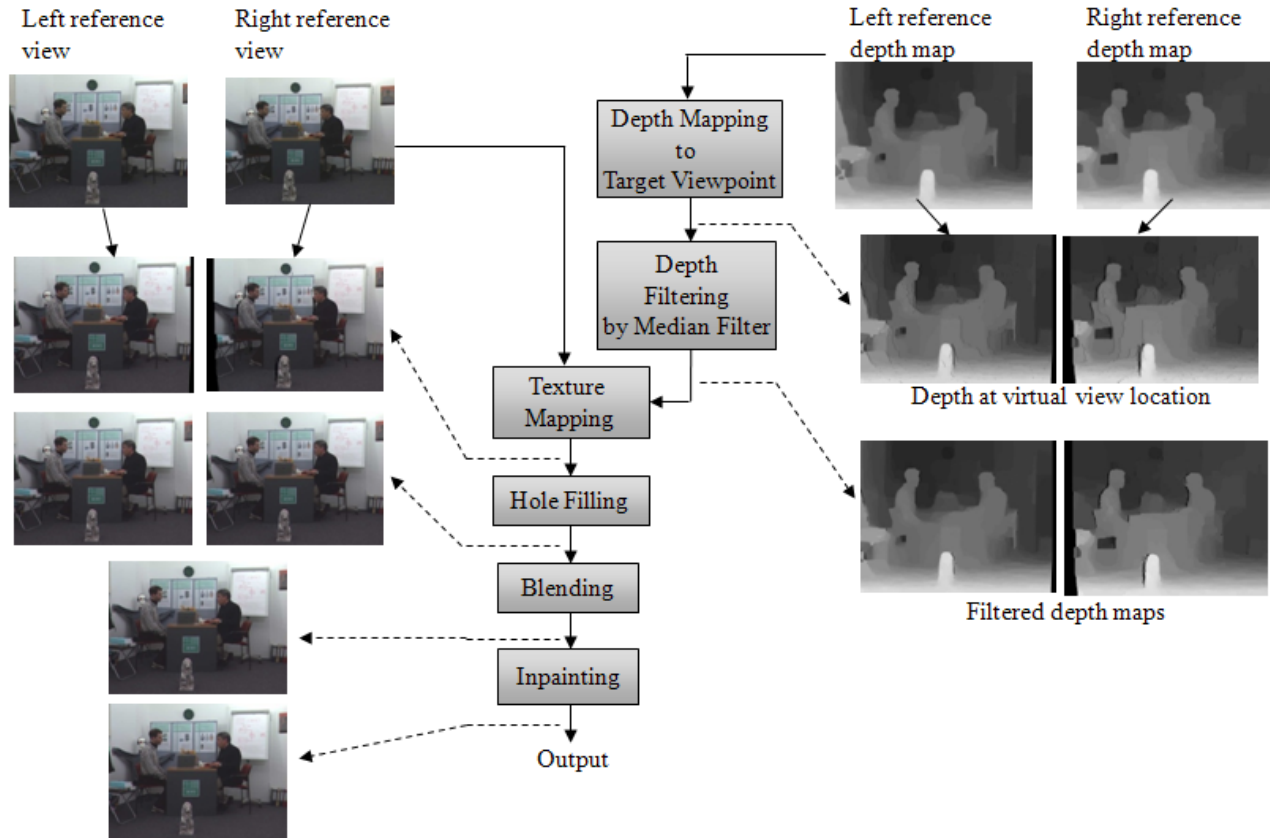 Left reference
view
Right reference
view
Left reference
depth map
Right reference
depth map
Depth Mapping
to
Target Viewpoint
Depth
Filtering
by Median Filter
Texture
Mapping
Depth at virtual view location
Hole Filling
Blending
Filtered depth maps
Inpainting
Output